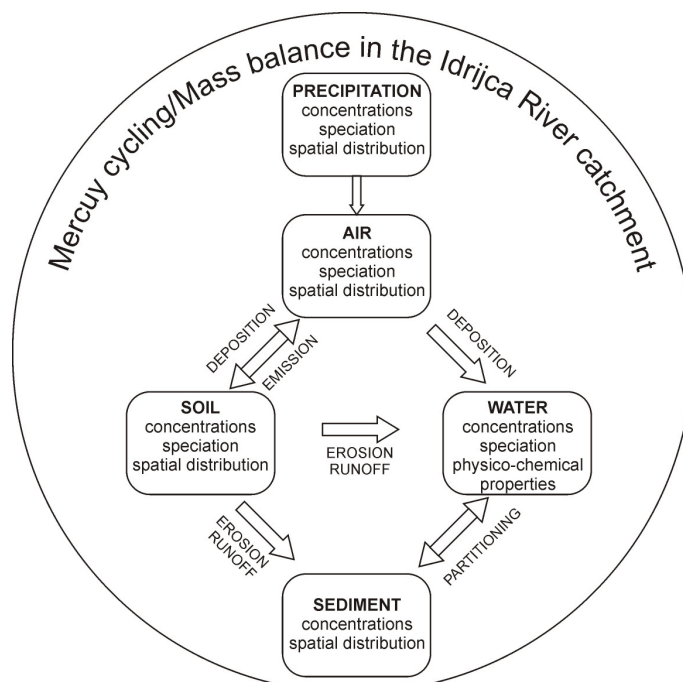 Mercuy cycling/Mass balance in the Idrijca River catchment
PRECIPITATION
concentrations
speciation
spatial distribution
AIR
concentrations
speciation
spatial distribution
DEPOSITION
EMISSION
DEPOSITION
SOIL
concentrations
speciation
spatial distribution
EROSION
RUNOFF
WATER
concentrations
speciation
physico-chemical
properties
EROSION
RUNOFF
PARTITIONING
SEDIMENT
concentrations
spatial distribution